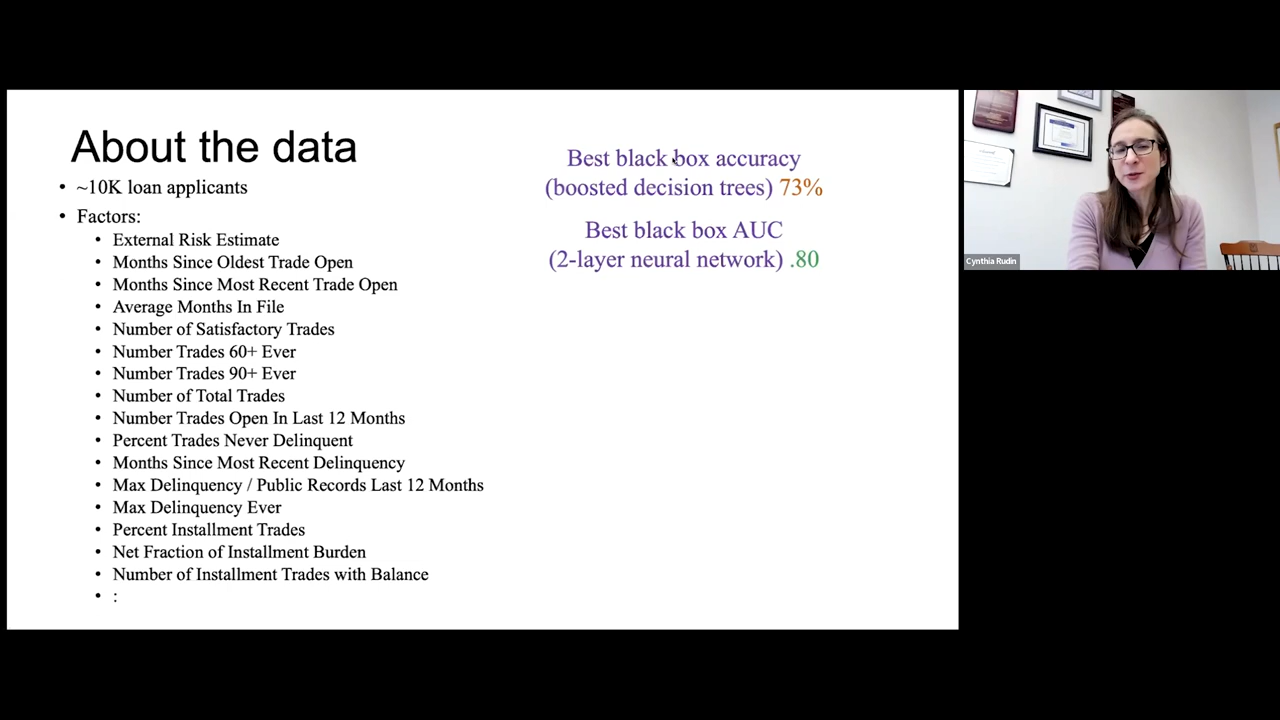 About the data
• ~10K loan applicants
• Factors:
• External Risk Estimate
• Months Since Oldest Trade Open
• Months Since Most Recent Trade Open
• Average Months In File
• Number of Satisfactory Trades
• Number Trades 60+ Ever
• Number Trades 90+ Ever
• Number of Total Trades
• Number Trades Open In Last 12 Months
• Percent Trades Never Delinquent
• Months Since Most Recent Delinquency
• Max Delinquency / Public Records Last 12 Months
• Max Delinquency Ever
• Percent Installment Trades
• Net Fraction of Installment Burden
• Number of Installment Trades with Balance
• :
Best black box accuracy
(boosted decision trees) 73%
Best black box AUC
(2-layer neural network) .80
Cynthia Rudin